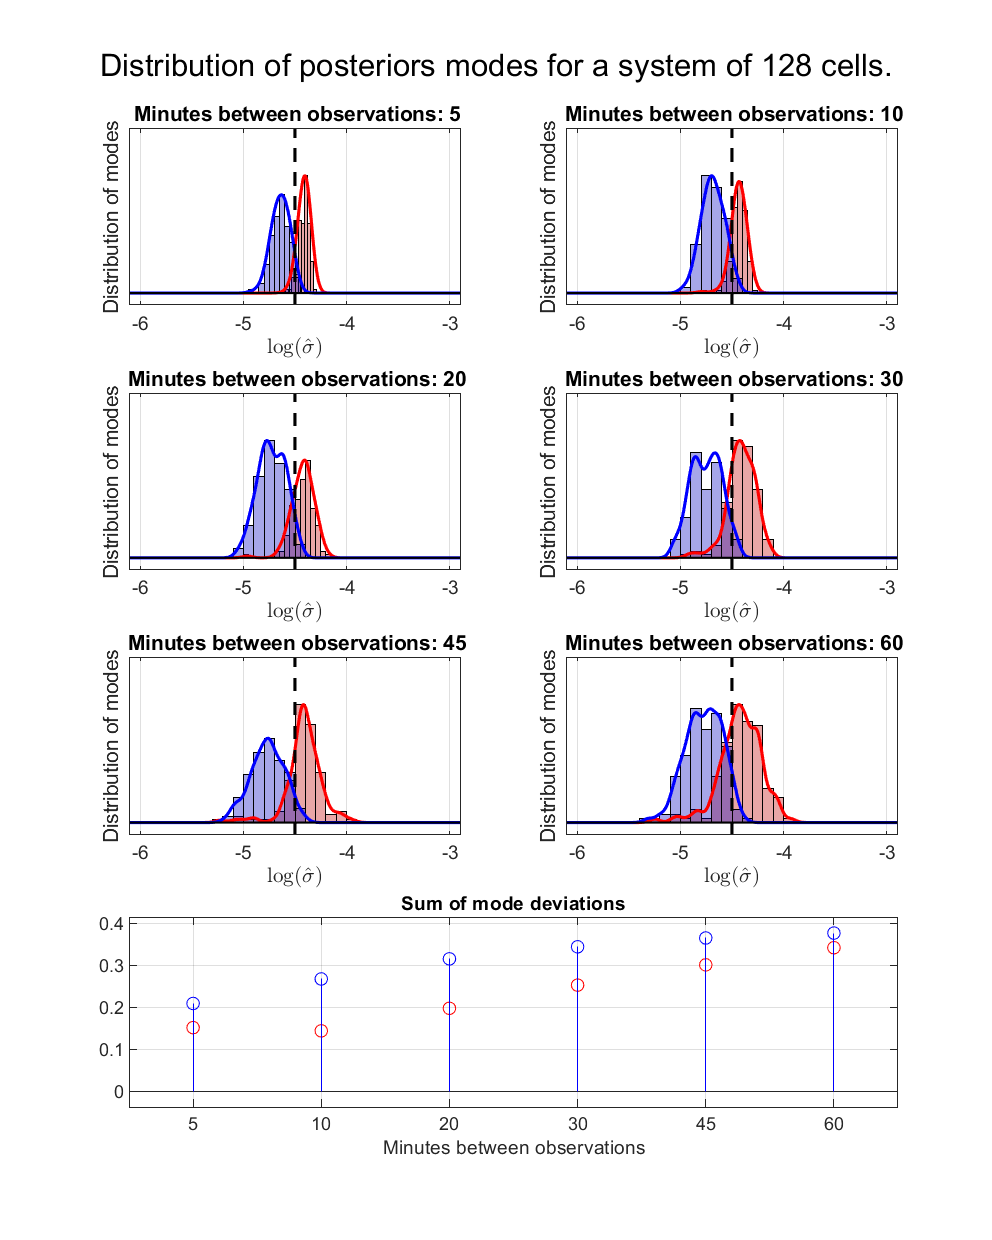 Distribution of posteriors modes for a system of 128 cells.
Minutes between observations: 5
Distribution of modes
-6 -5 -4 -3
log(σ̂)
Minutes between observations: 10
Distribution of modes
-6 -5 -4 -3
log(σ̂)
Minutes between observations: 20
Distribution of modes
-6 -5 -4 -3
log(σ̂)
Minutes between observations: 30
Distribution of modes
-6 -5 -4 -3
log(σ̂)
Minutes between observations: 45
Distribution of modes
-6 -5 -4 -3
log(σ̂)
Minutes between observations: 60
Distribution of modes
-6 -5 -4 -3
log(σ̂)
Sum of mode deviations
0.4
0.3
0.2
0.1
0
5 10 20 30 45 60
Minutes between observations